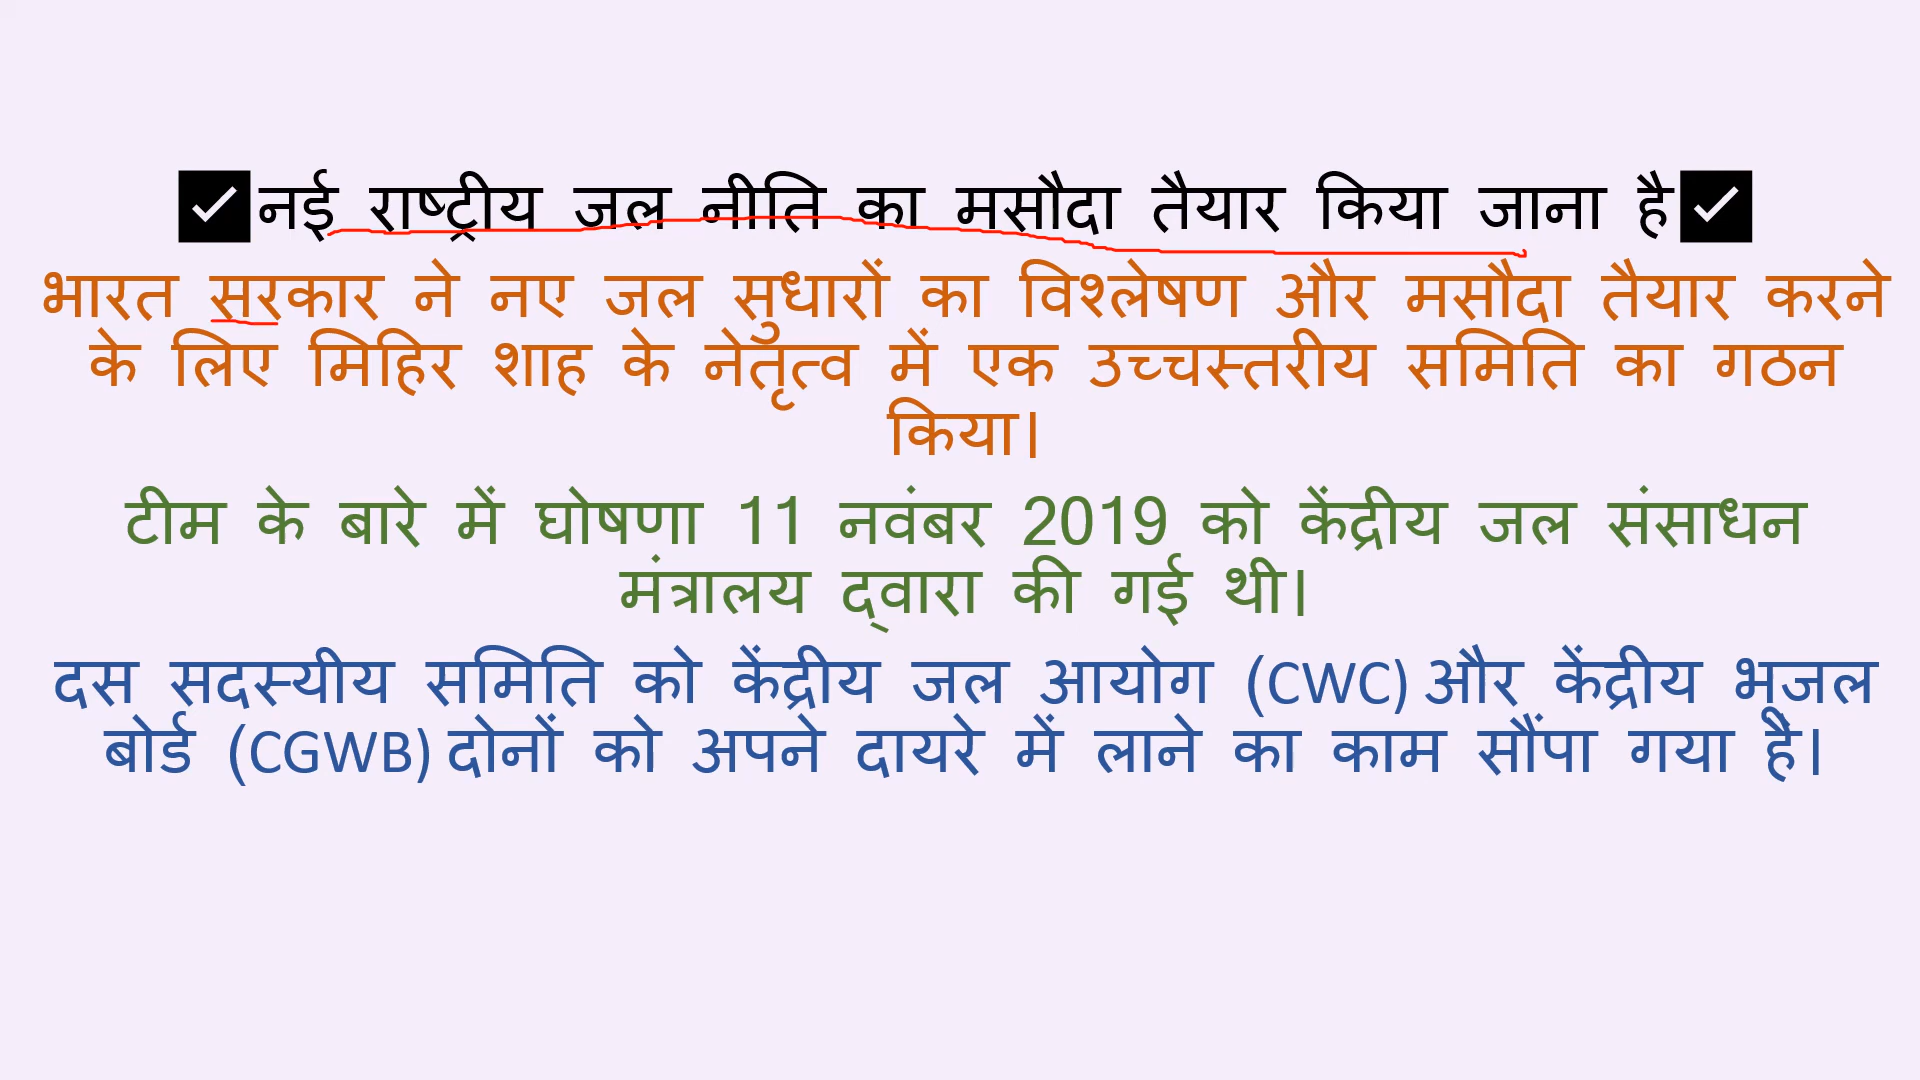 नई राष्ट्रीय जल नीति का मसौदा तैयार किया जाना है
भारत सरकार ने नए जल सुधारों का विश्लेषण और मसौदा तैयार करने
के लिए मिहिर शाह के नेतृत्व में एक उच्चस्तरीय समिति का गठन
किया।
टीम के बारे में घोषणा 11 नवंबर 2019 को केंद्रीय जल संसाधन
मंत्रालय द्वारा की गई थी।
दस सदस्यीय समिति को केंद्रीय जल आयोग (CWC) और केंद्रीय भूजल
बोर्ड (CGWB) दोनों को अपने दायरे में लाने का काम सौंपा गया है।